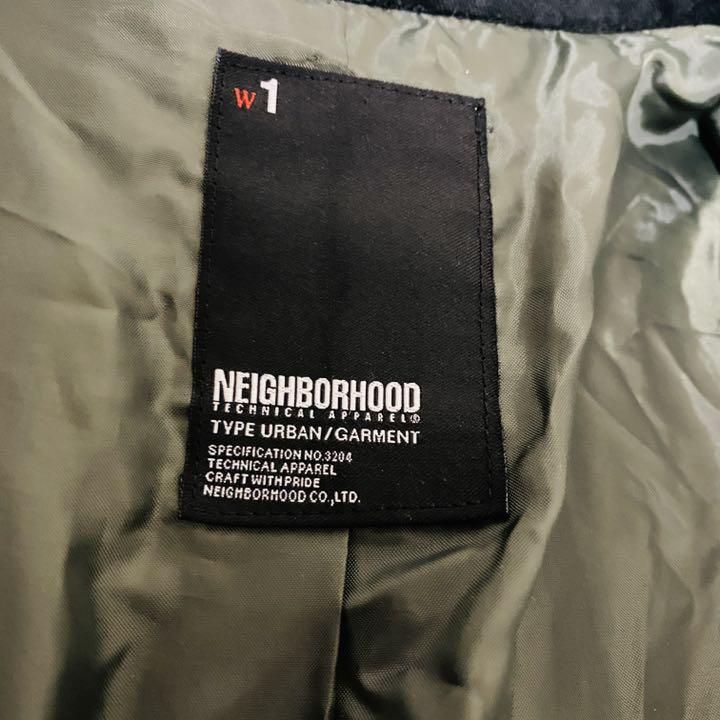 W1
NEIGHBORHOOD
TECHNICAL APPAREL®
TYPE URBAN/GARMENT
SPECIFICATION NO.3204
TECHNICAL APPAREL
CRAFT WITH PRIDE
NEIGHBORHOOD CO.,LTD.